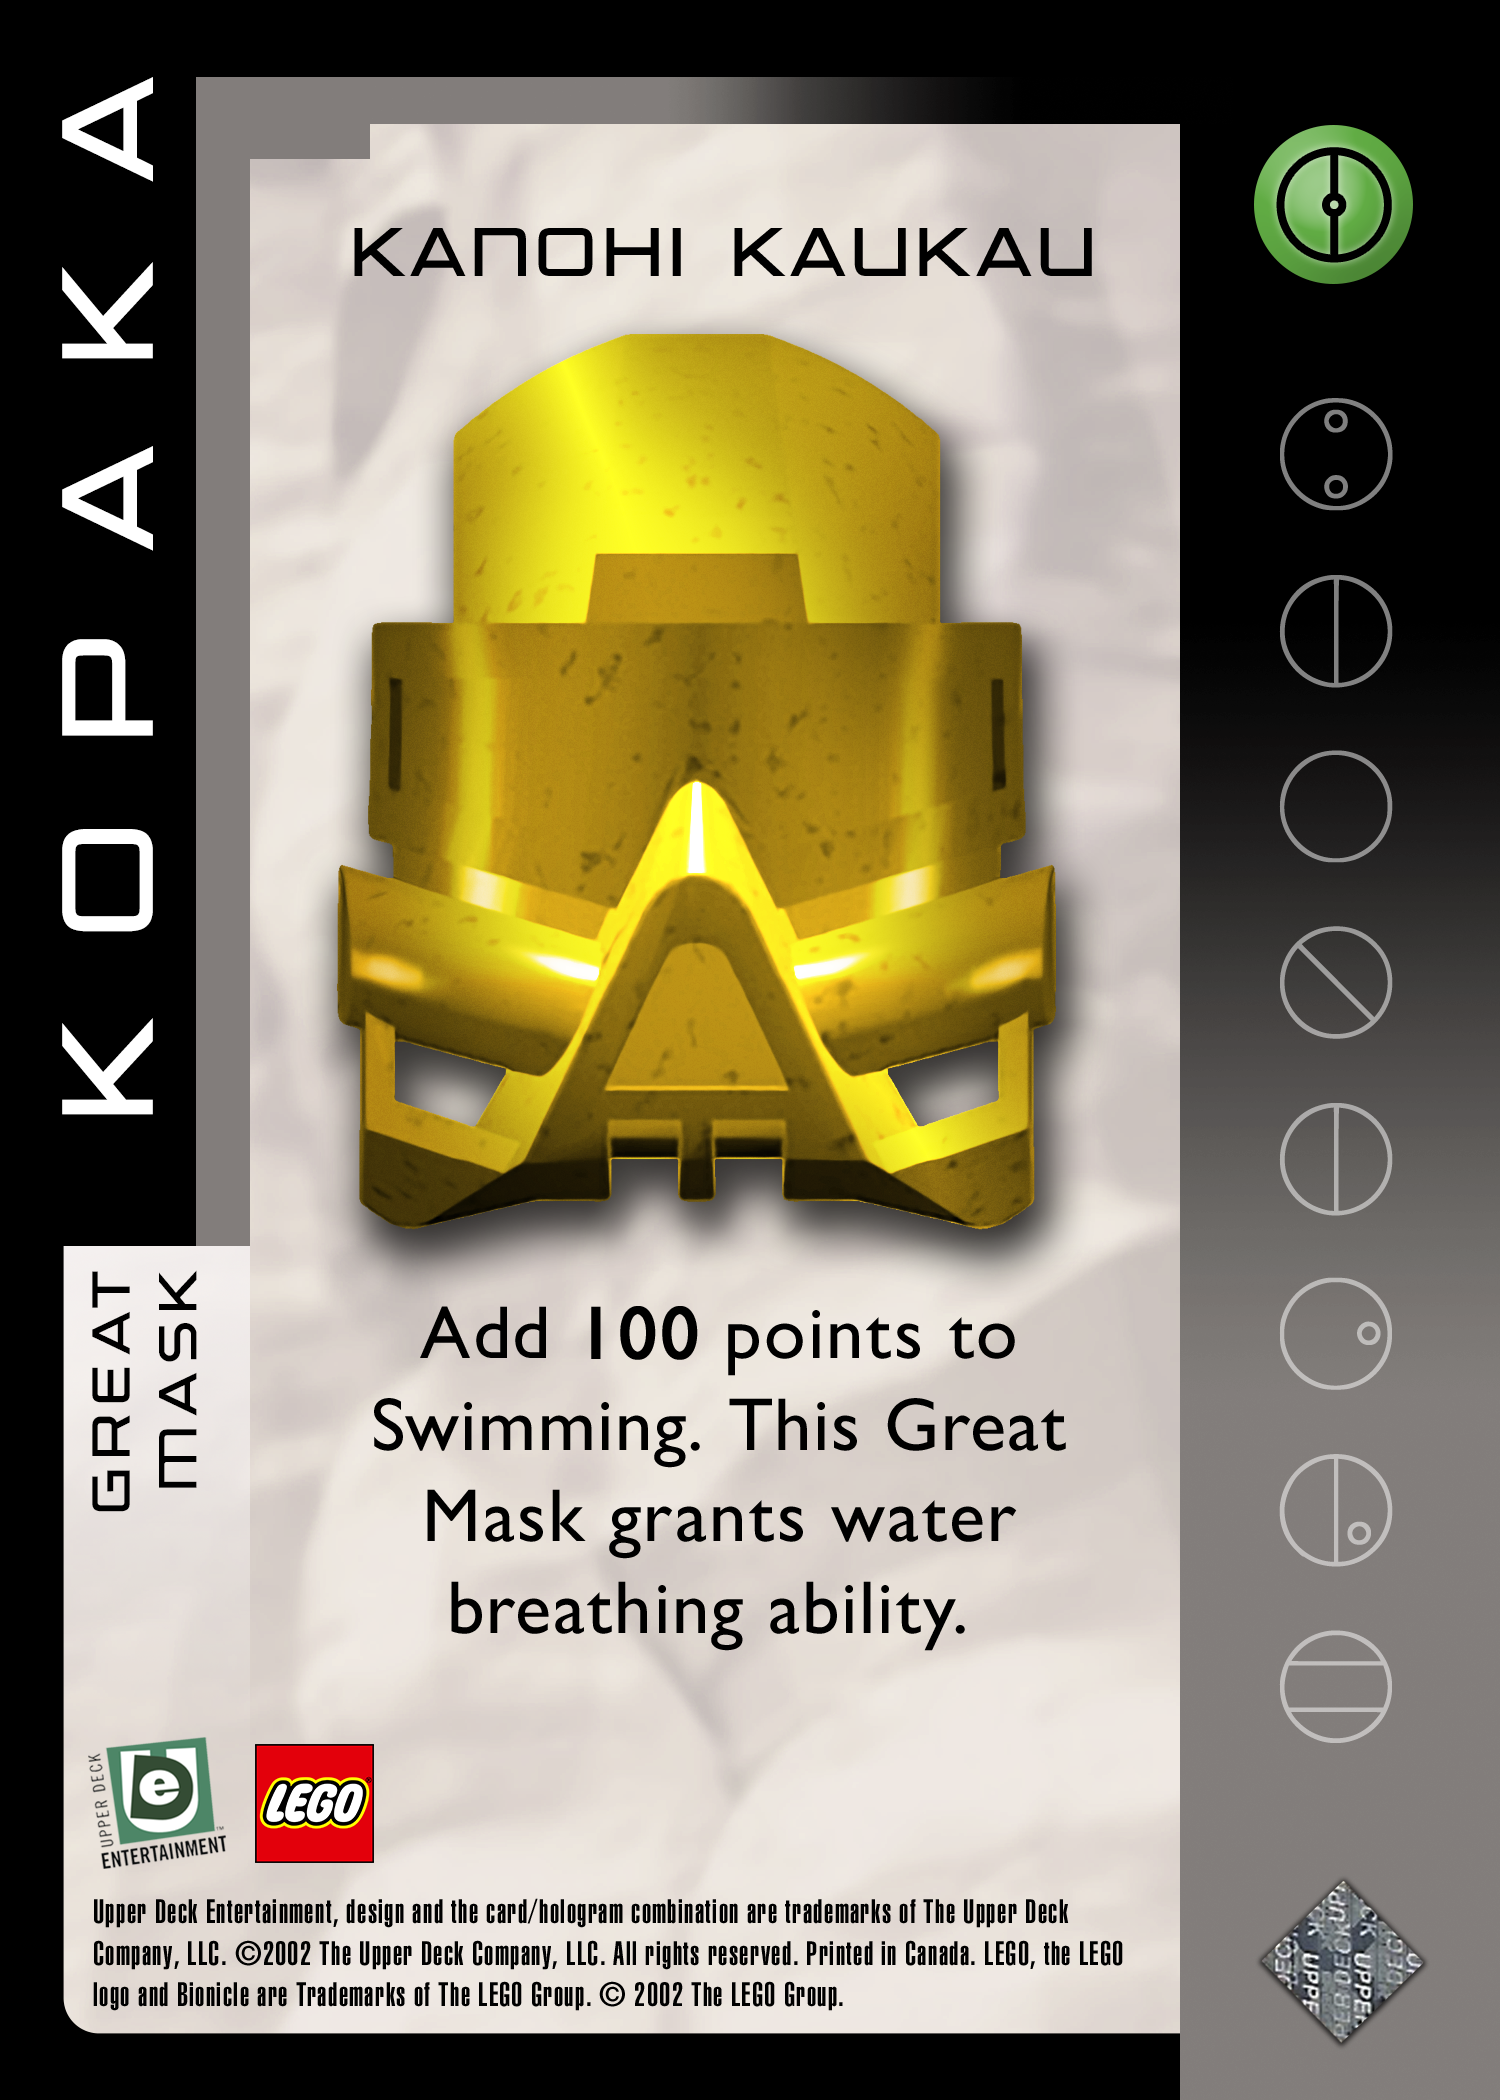 KOPAKA
KANOHI KAUKAU
Add 100 points to
Swimming. This Great
Mask grants water
breathing ability.
GREAT
MASK
UPPER DECK
ENTERTAINMENT
LEGO
Upper Deck Entertainment, design and the card/hologram combination are trademarks of The Upper Deck
Company, LLC. ©2002 The Upper Deck Company, LLC. All rights reserved. Printed in Canada. LEGO, the LEGO
logo and Bionicle are Trademarks of The LEGO Group. © 2002 The LEGO Group.